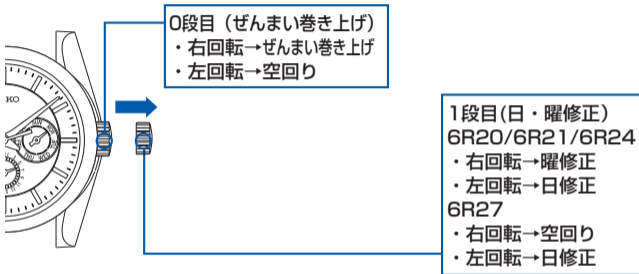 0段目（ぜんまい巻き上げ）
・右回転→ぜんまい巻き上げ
・左回転→空回り
KO
1段目(日・曜修正)
6R20/6R21/6R24
・右回転→曜修正
・左回転→日修正
6R27
・右回転→空回り
・左回転→日修正